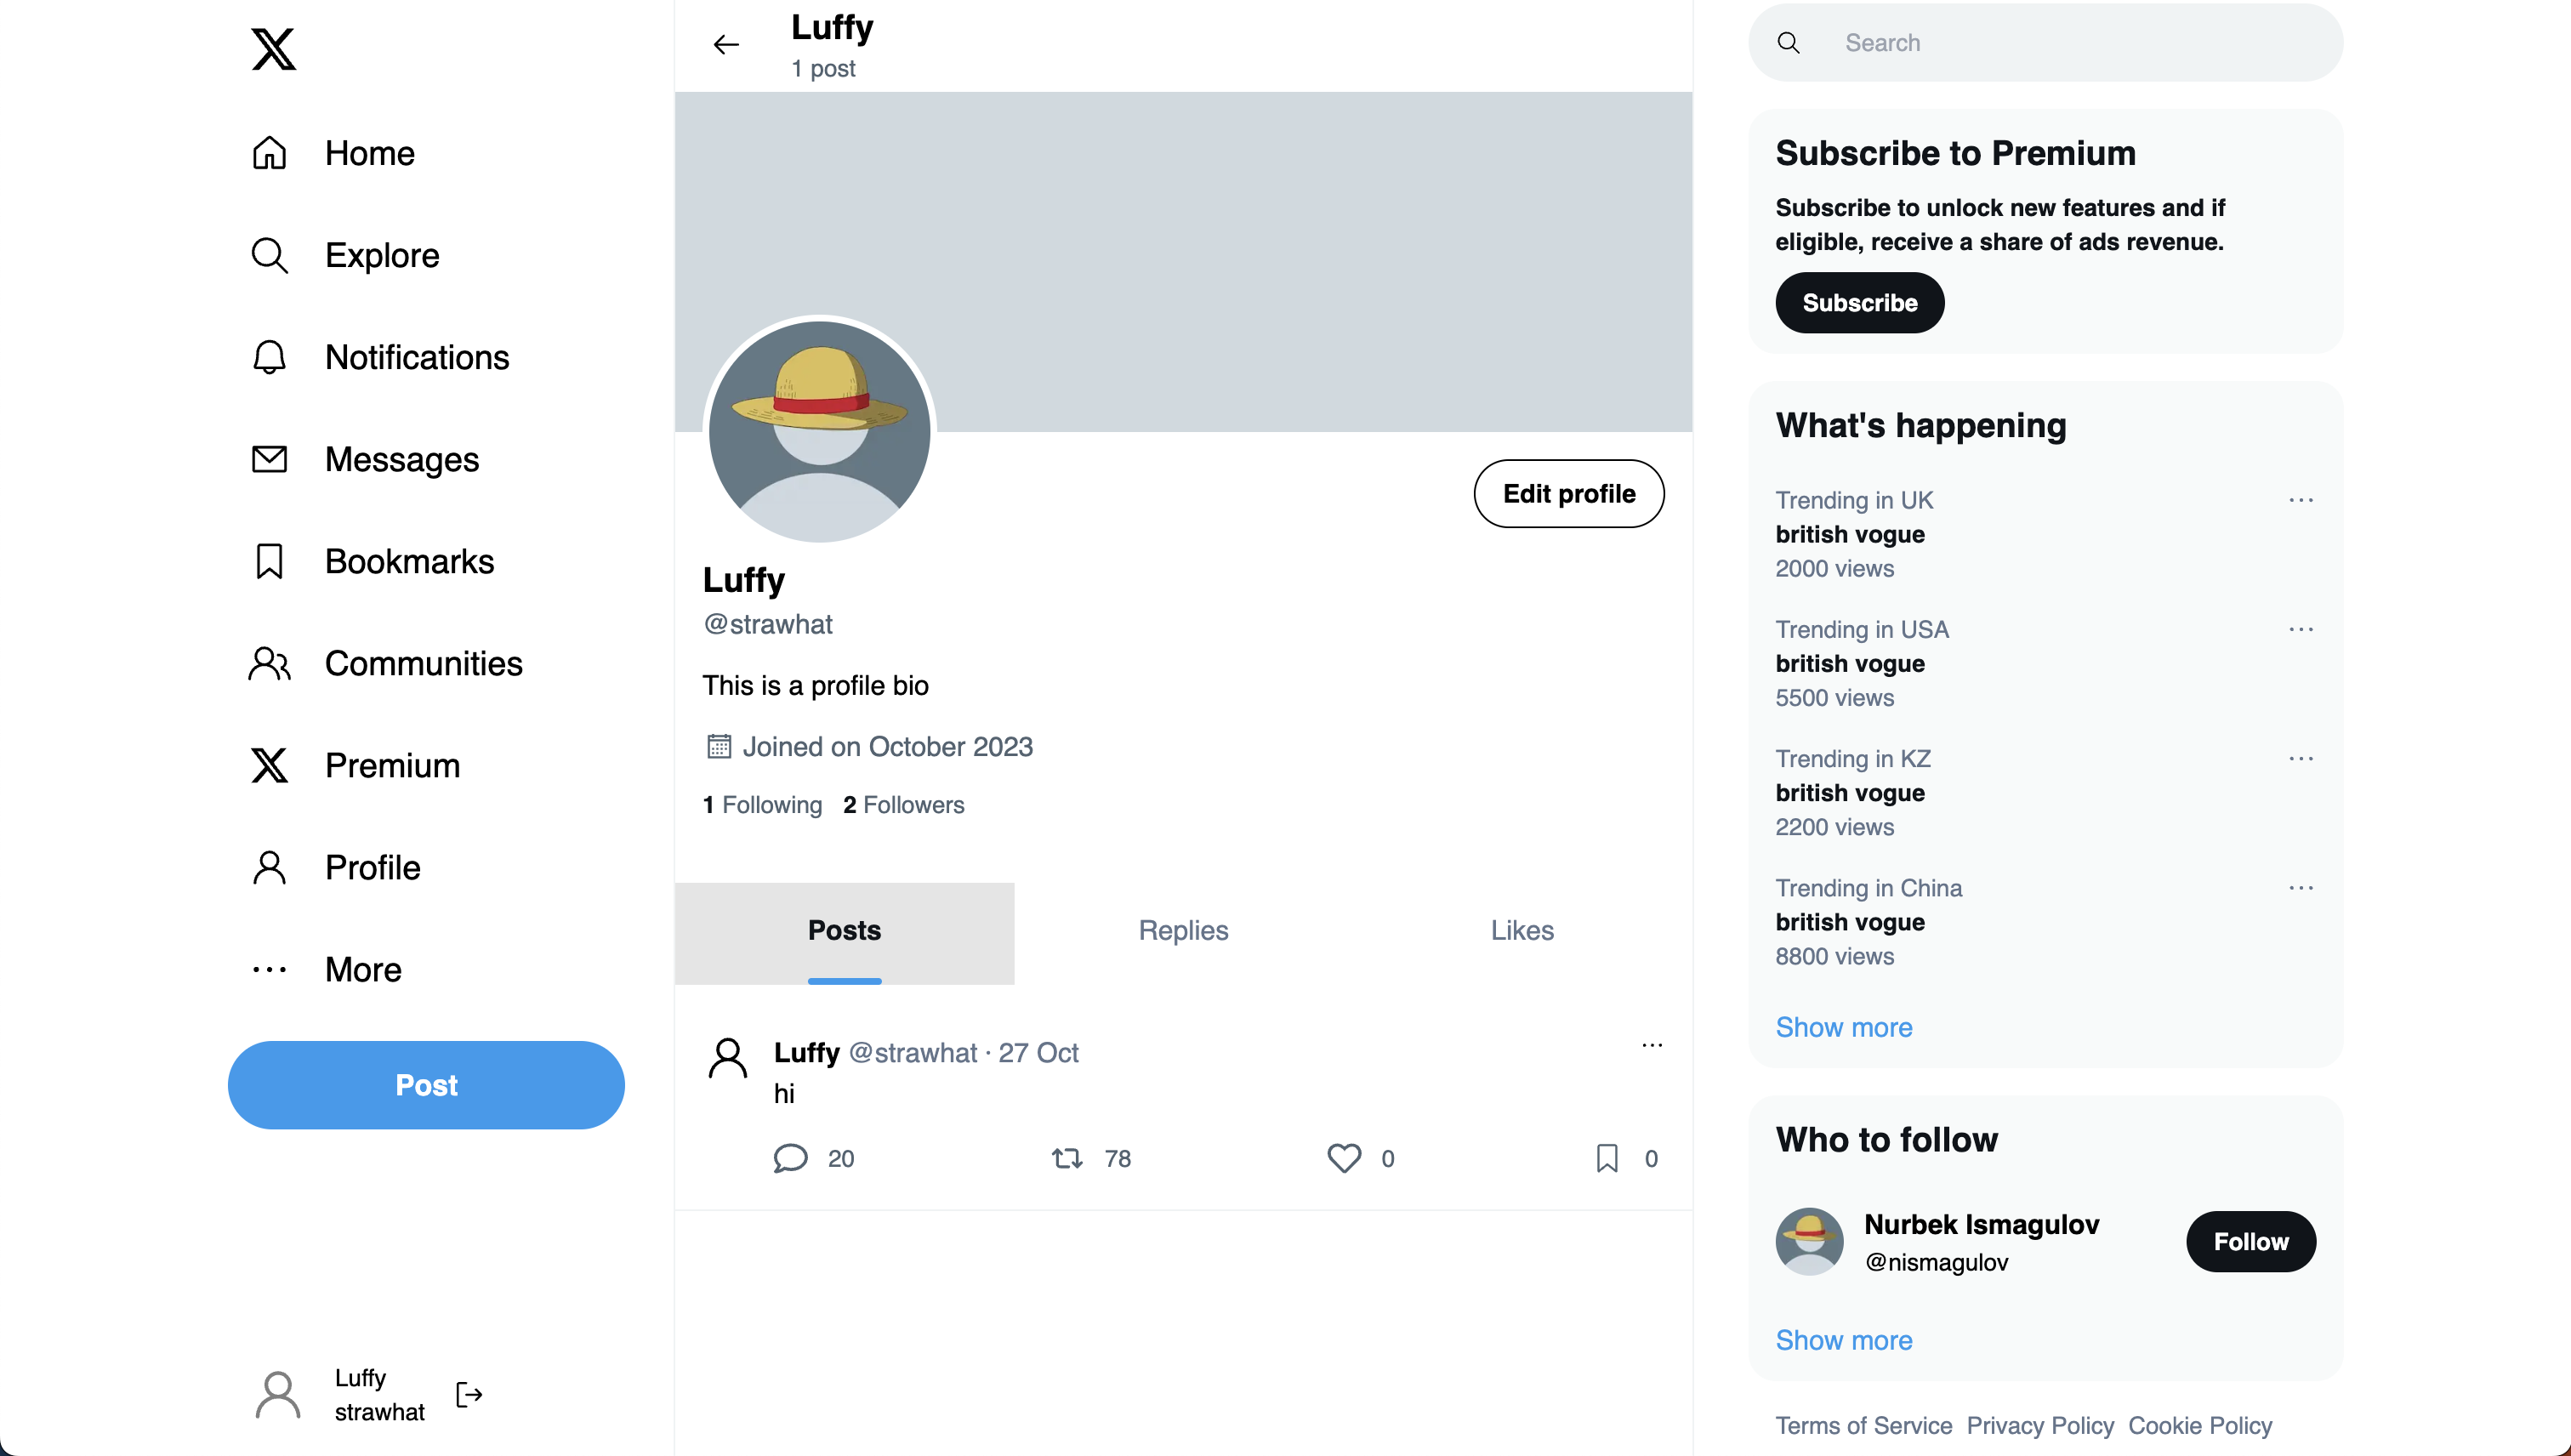 Home
Explore
Notifications
Messages
Bookmarks
Communities
Premium
Profile
More
Post
Luffy
strawhat
Luffy
1 post
Edit profile
Luffy
@strawhat
This is a profile bio
Joined on October 2023
1 Following 2 Followers
Posts Replies Likes
Luffy @strawhat · 27 Oct
hi
20 78 0 0
Search
Subscribe to Premium
Subscribe to unlock new features and if
eligible, receive a share of ads revenue.
Subscribe
What's happening
Trending in UK
british vogue
2000 views
Trending in USA
british vogue
5500 views
Trending in KZ
british vogue
2200 views
Trending in China
british vogue
8800 views
Show more
Who to follow
Nurbek Ismagulov
@nismagulov
Follow
Show more
Terms of Service Privacy Policy Cookie Policy